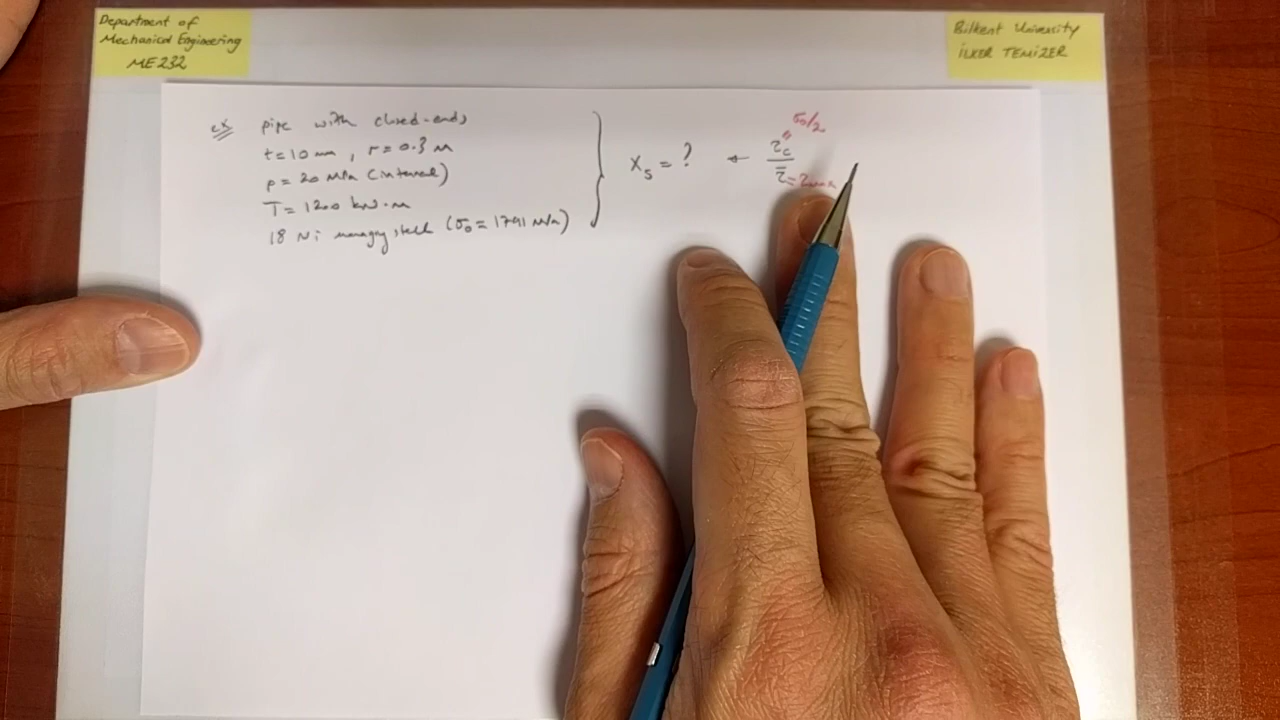 Department of
Mechanical Engineering
ME232
Bilkent University
İLKER TEMİZER
ex pipe with closed-ends
t=10 mm, r=0.3 m
p=20 MPa (internal)
T=1200 kN.m
18 Ni maraging steel (σ₀=1791 MPa)
X_S=? ← τ_c/τ̄
σ₀/2
=τmax